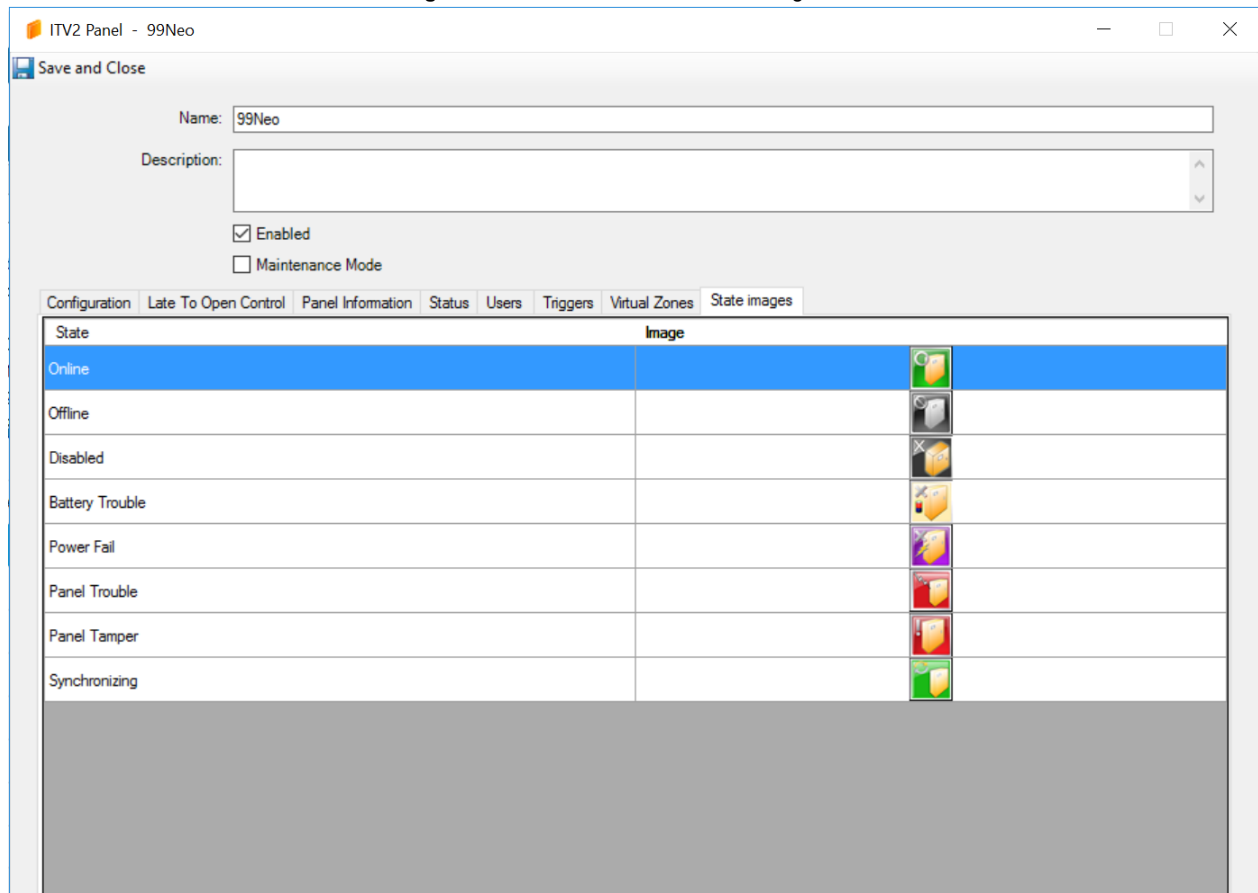 ITV2 Panel - 99Neo
Save and Close
Name: 99Neo
Description:
Enabled
Maintenance Mode
Configuration Late To Open Control Panel Information Status Users Triggers Virtual Zones State images
State Image
Online
Offline
Disabled
Battery Trouble
Power Fail
Panel Trouble
Panel Tamper
Synchronizing